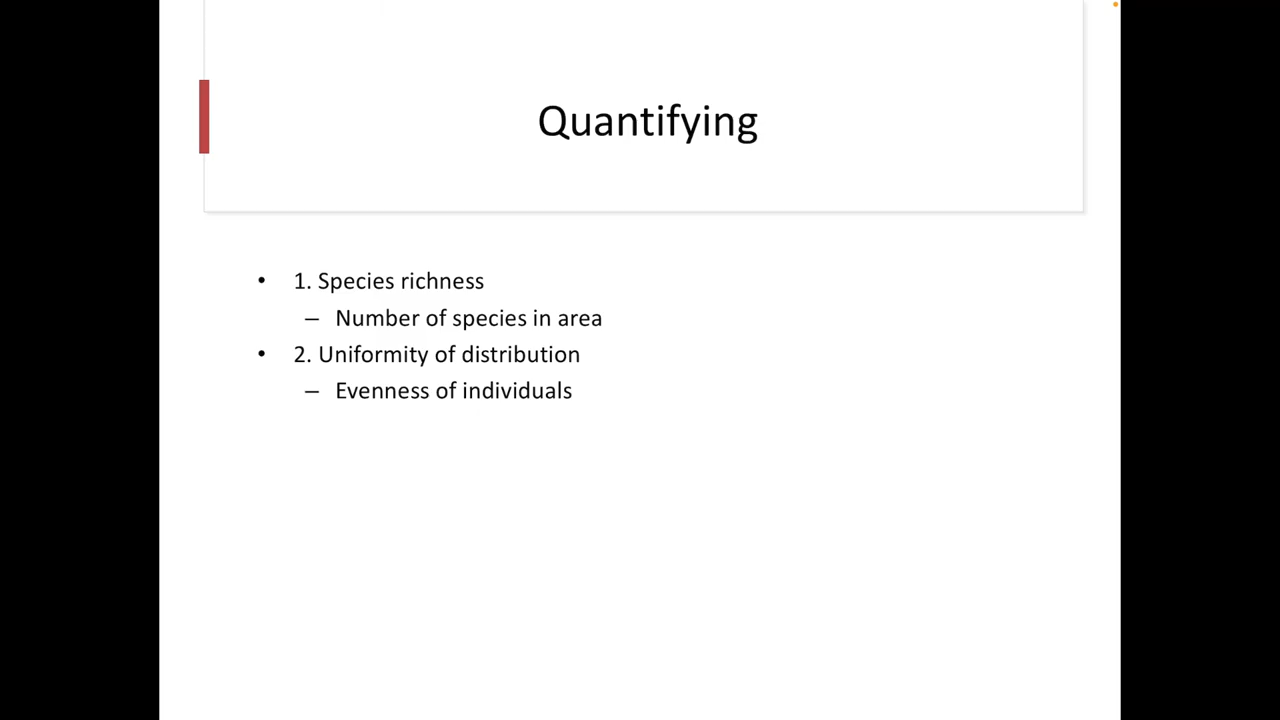 Quantifying
• 1. Species richness
– Number of species in area
• 2. Uniformity of distribution
– Evenness of individuals